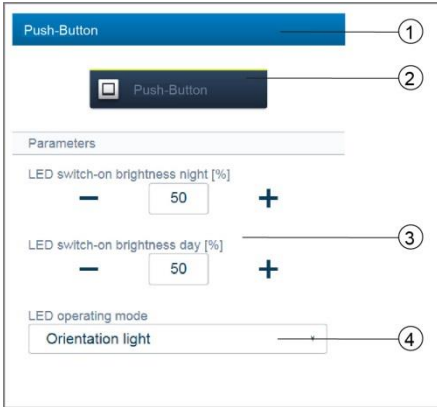 Push-Button
1
Push-Button
2
Parameters
LED switch-on brightness night [%]
50
LED switch-on brightness day [%]
3
50
LED operating mode
Orientation light
4